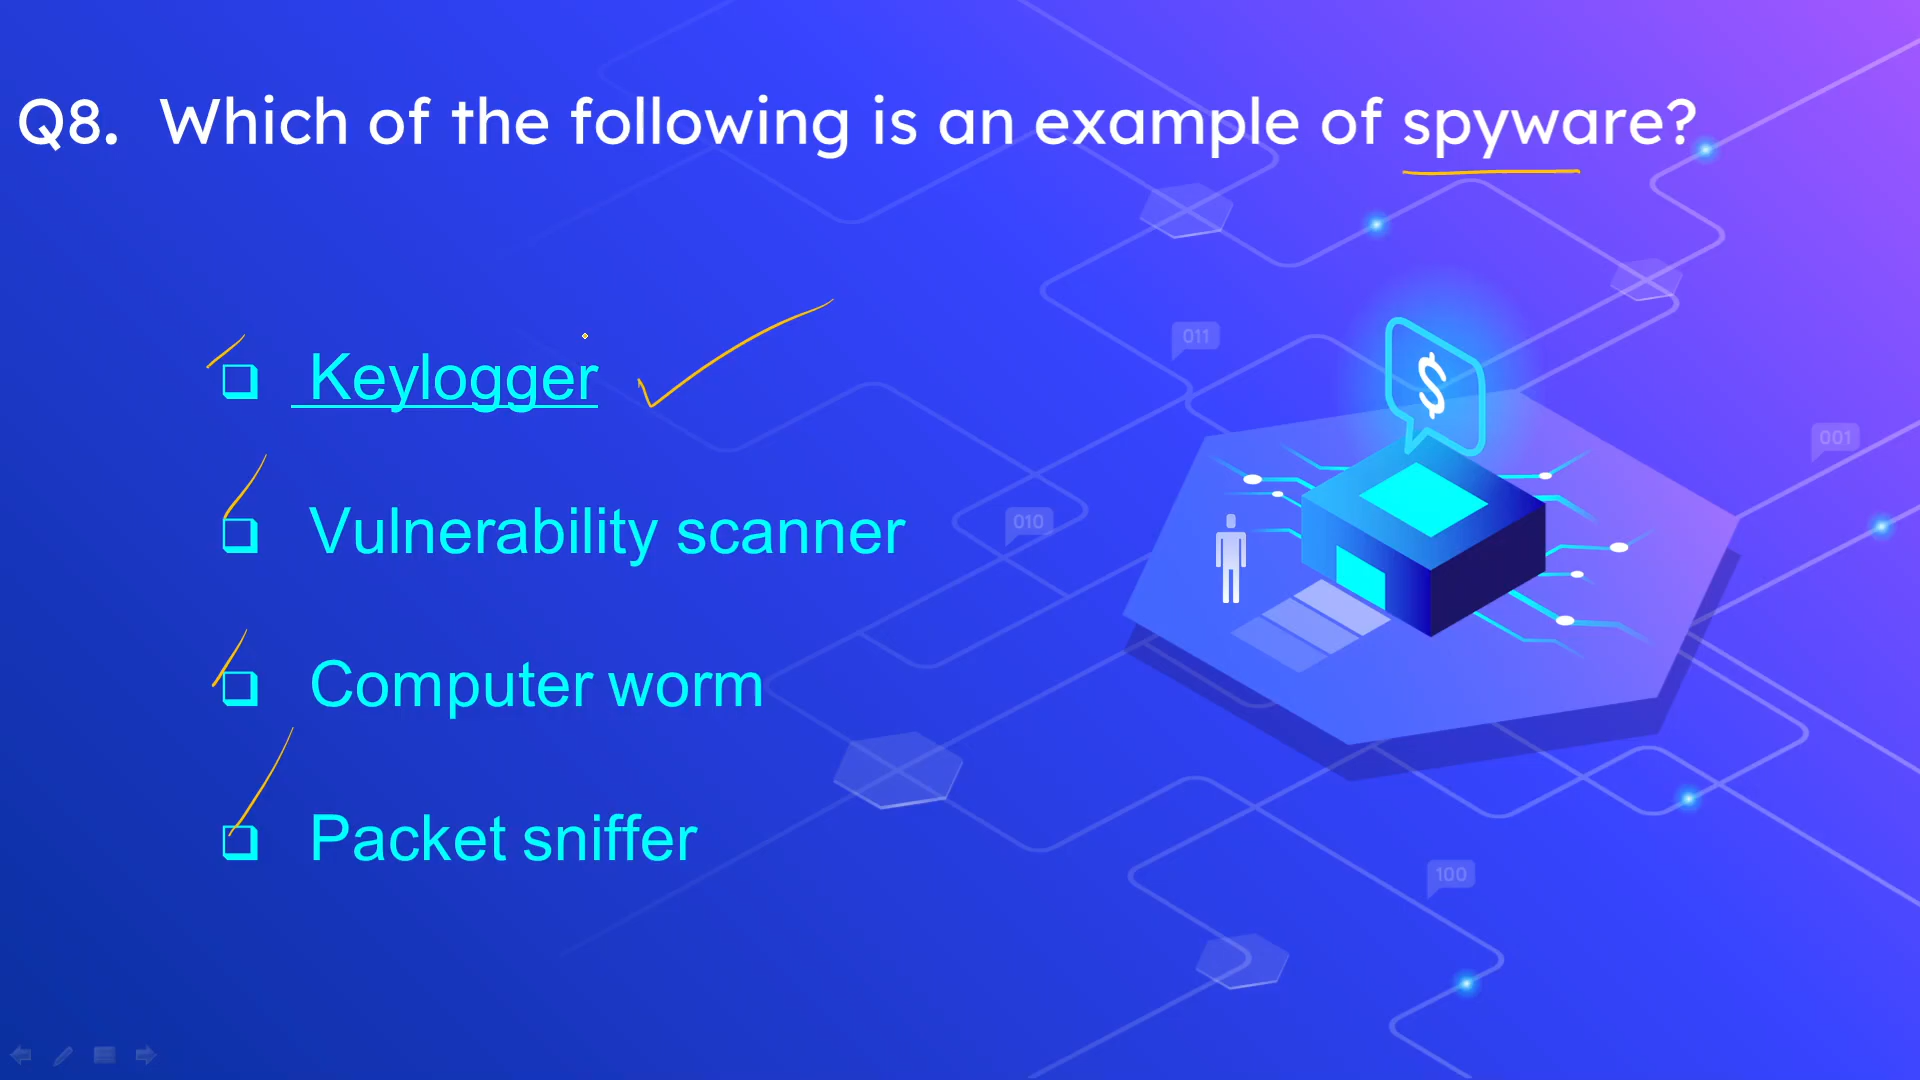 Q8. Which of the following is an example of spyware?
Keylogger
Vulnerability scanner
Computer worm
Packet sniffer
011
$
001
010
100